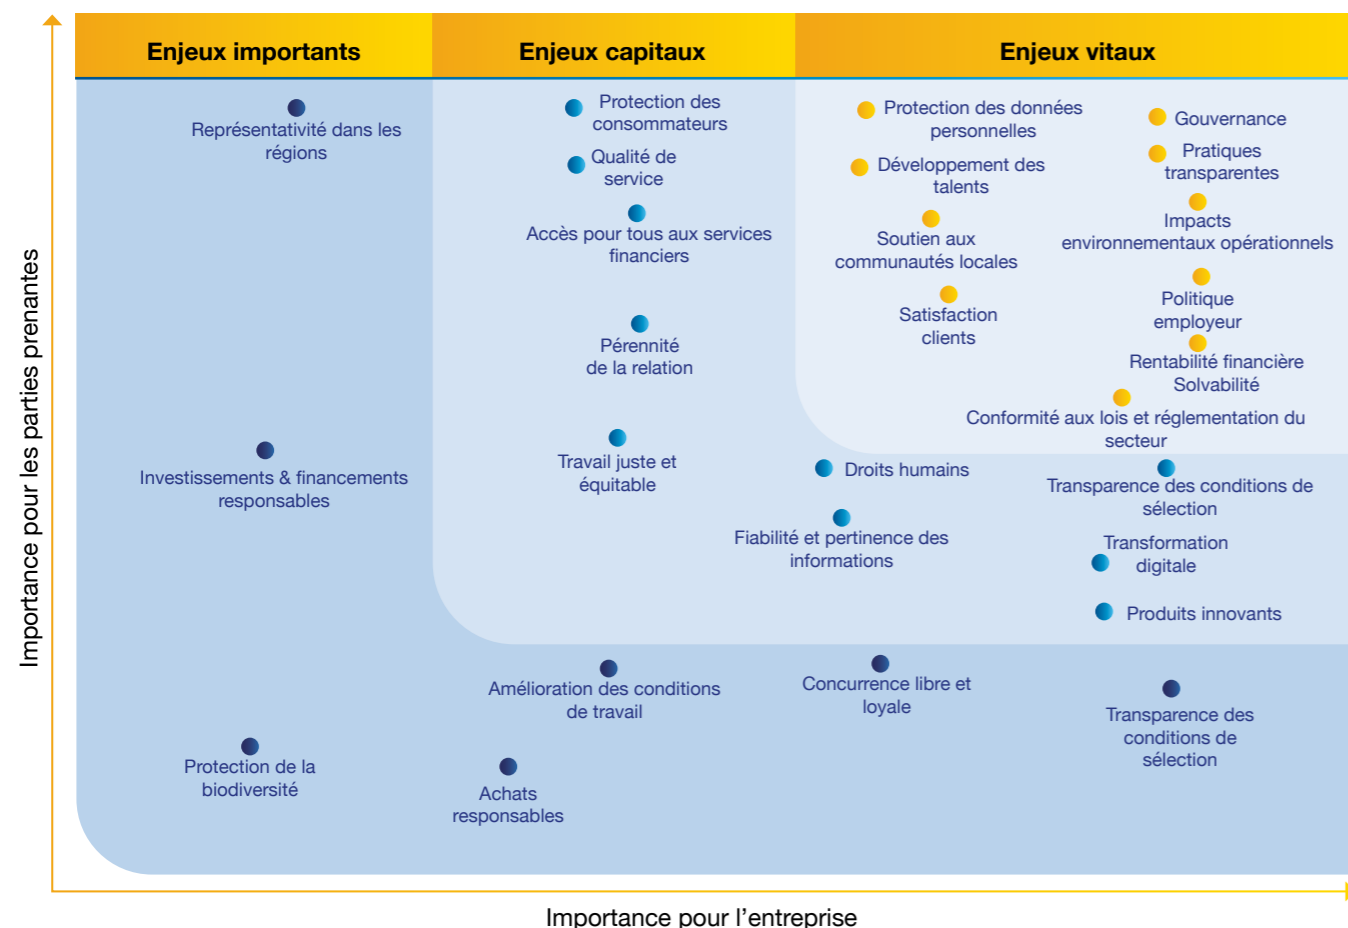 Enjeux importants
Enjeux capitaux
Enjeux vitaux
Importance pour les parties prenantes
Représentativité dans les
régions
Investissements & financements
responsables
Protection de la
biodiversité
Protection des
consommateurs
Qualité de
service
Accès pour tous aux services
financiers
Pérennité
de la relation
Travail juste et
équitable
Amélioration des conditions
de travail
Achats
responsables
Protection des données
personnelles
Développement des
talents
Soutien aux
communautés locales
Satisfaction
clients
Gouvernance
Pratiques
transparentes
Impacts
environnementaux opérationnels
Politique
employeur
Rentabilité financière
Solvabilité
Conformité aux lois et réglementation du
secteur
Droits humains
Fiabilité et pertinence des
informations
Transparence des conditions de
sélection
Transformation
digitale
Produits innovants
Concurrence libre et
loyale
Transparence des
conditions de
sélection
Importance pour l’entreprise